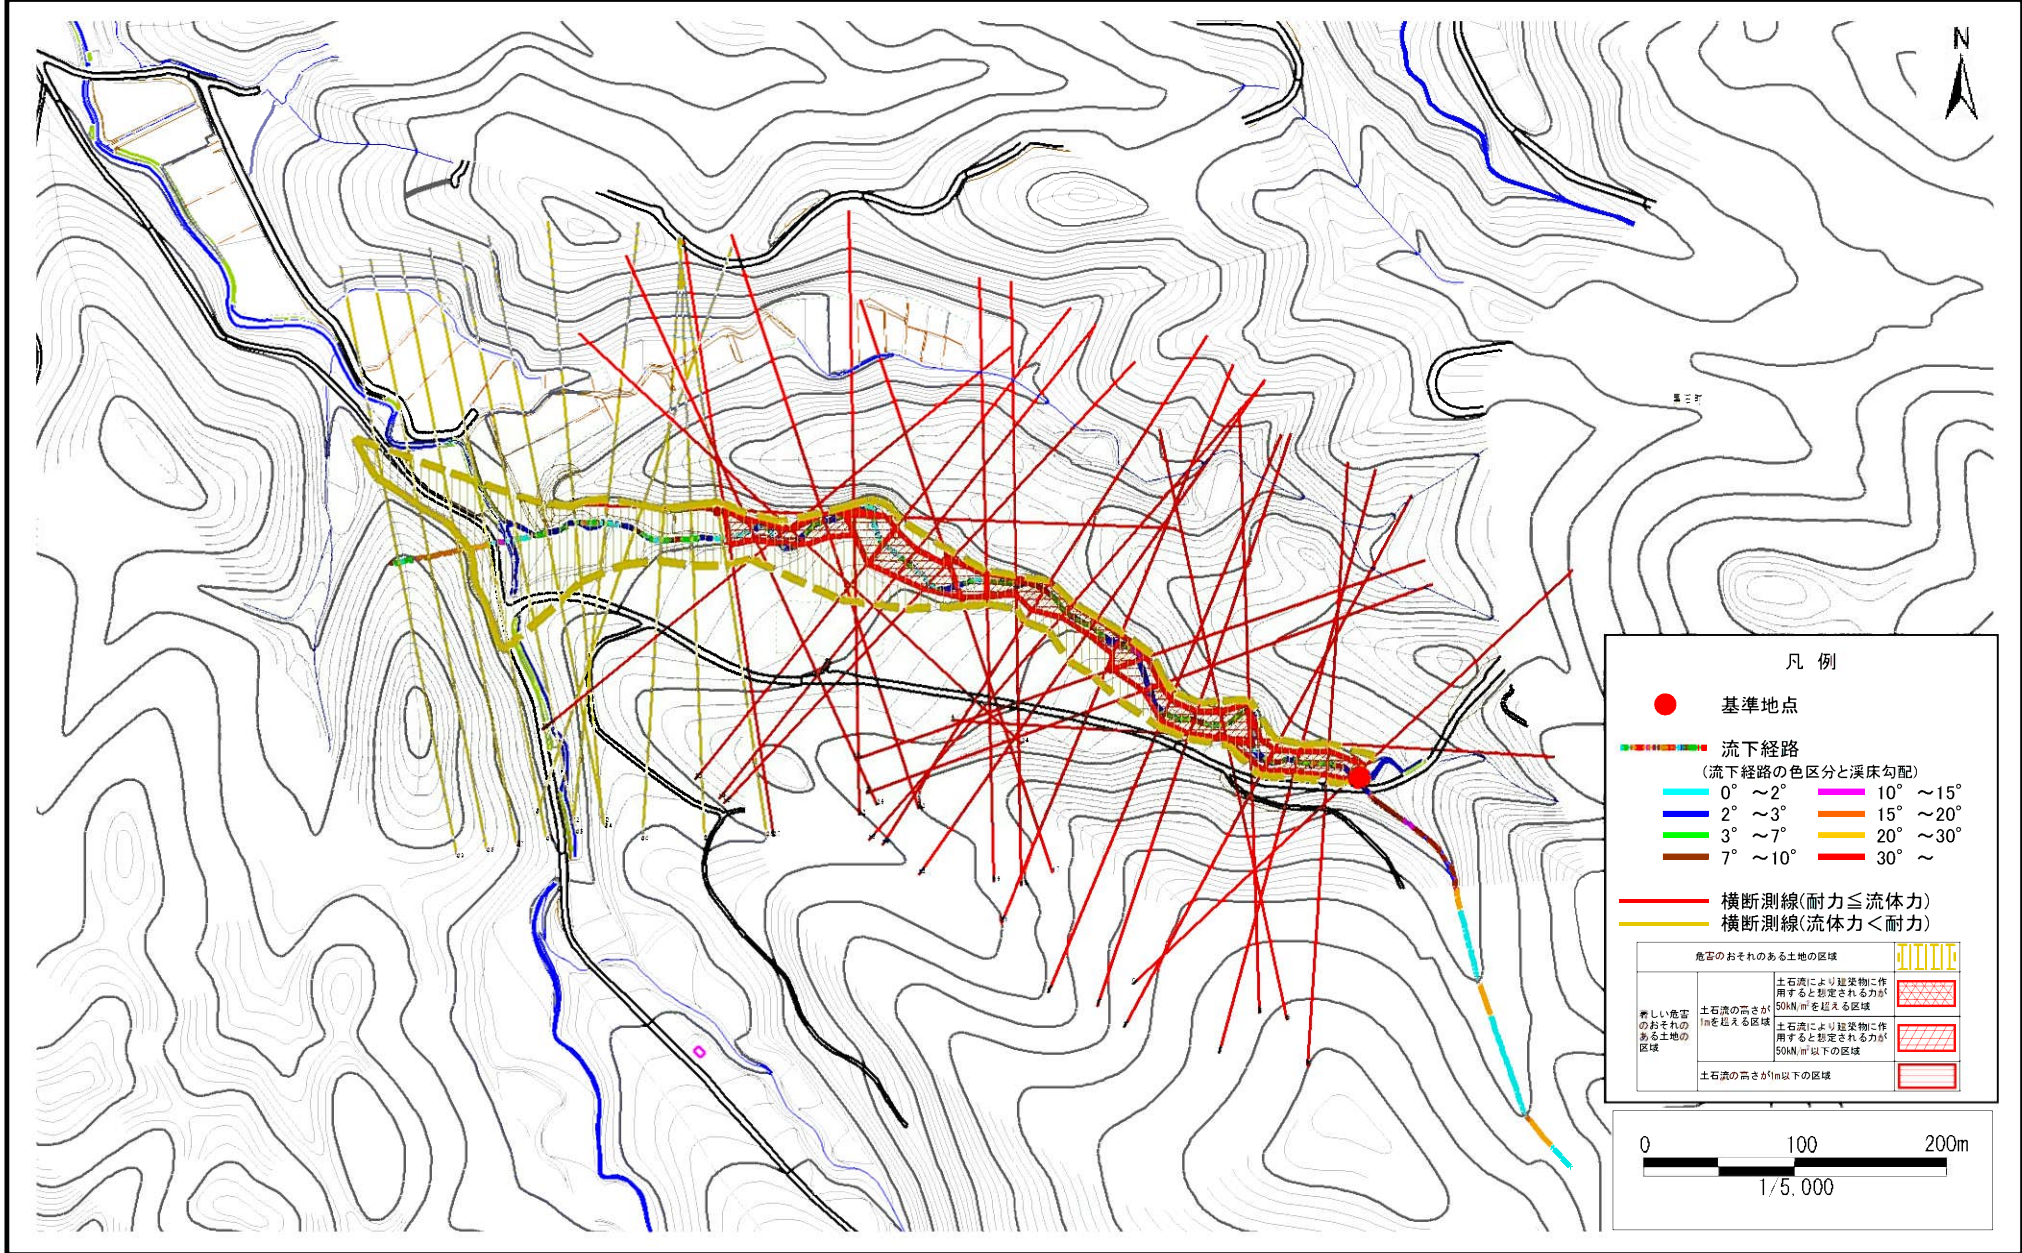 N
凡 例
基準地点
流下経路
(流下経路の色区分と渓床勾配)
0° ～2°
10° ～15°
2° ～3°
15° ～20°
3° ～7°
20° ～30°
7° ～10°
30° ～
横断測線(耐力≦流体力)
横断測線(流体力＜耐力)
危害のおそれのある土地の区域
著しい危害
のおそれの
ある土地の
区域
土石流の高さが
1mを超える区域
土石流により建築物に作
用すると想定される力が
50kN/㎡を超える区域
土石流により建築物に作
用すると想定される力が
50kN/㎡以下の区域
土石流の高さが1m以下の区域
0 100 200m
1/5,000